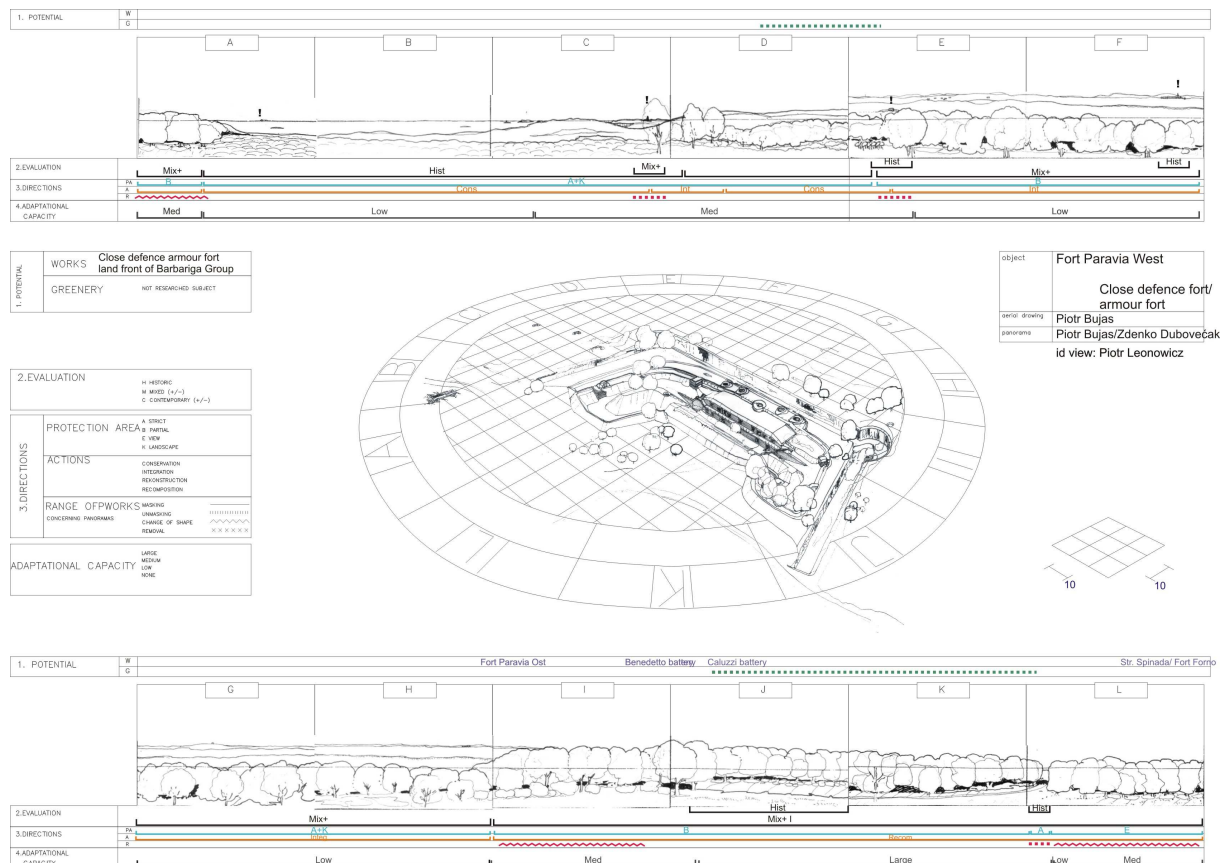 1. POTENTIAL
W
G
A B C D E F
! ! ! !
2.EVALUATION
Mix+ Hist Mix+ Hist Mix+ Hist
3.DIRECTIONS
PA B A+K B
A Cons Int Cons Int
R
4.ADAPTATIONAL
CAPACITY
Med Low Med Low
1. POTENTIAL
WORKS Close defence armour fort
land front of Barbariga Group
GREENERY NOT RESEARCHED SUBJECT
object Fort Paravia West
Close defence fort/
armour fort
aerial drowing Piotr Bujas
panorama Piotr Bujas/Zdenko Dubovećak
id view: Piotr Leonowicz
2.EVALUATION
H HISTORIC
M MIXED (+/-)
C CONTEMPORARY (+/-)
3.DIRECTIONS
PROTECTION AREA
A STRICT
B PARTIAL
E VIEW
K LANDSCAPE
ACTIONS
CONSERVATION
INTEGRATION
REKONSTRUCTION
RECOMPOSITION
RANGE OFPWORKS
CONCERNING PANORAMAS
MASKING
UNMASKING
CHANGE OF SHAPE
REMOVAL
ADAPTATIONAL CAPACITY
LARGE
MEDIUM
LOW
NONE
A B C D E F G H I J K L
10 10
1. POTENTIAL
W
G
Fort Paravia Ost Benedetto battery Caluzzi battery Str. Spinada/ Fort Forno
G H I J K L
2.EVALUATION
Mix+ Hist Mix+ I Hist
3.DIRECTIONS
PA A+K B A E
A Recom
R
4.ADAPTATIONAL
CAPACITY
Low Med Large Low Med